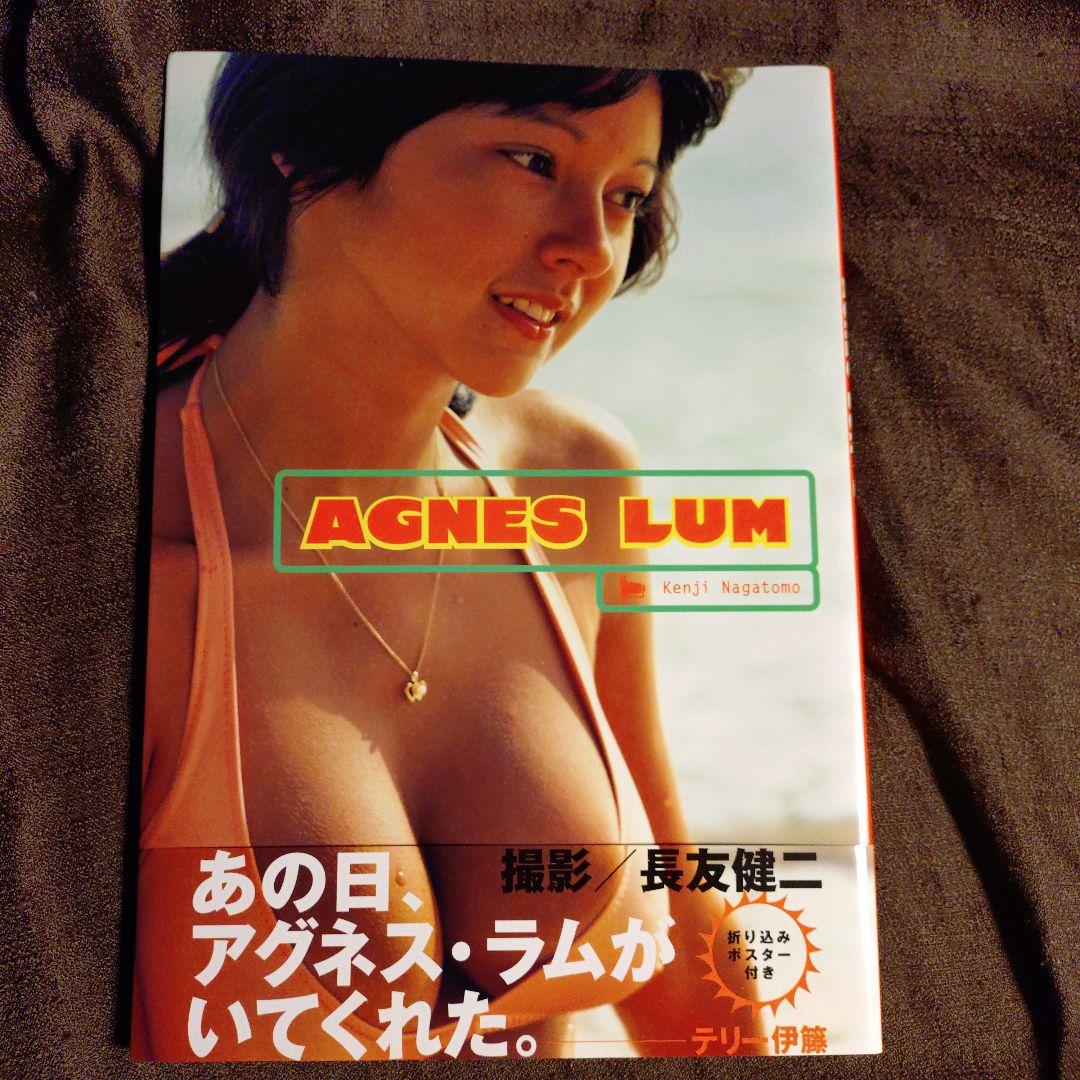 AGNES LUM
Kenji Nagatomo
撮影／長友健二
あの日、
アグネス・ラムが
いてくれた。
テリー伊藤
折り込み
ポスター
付き